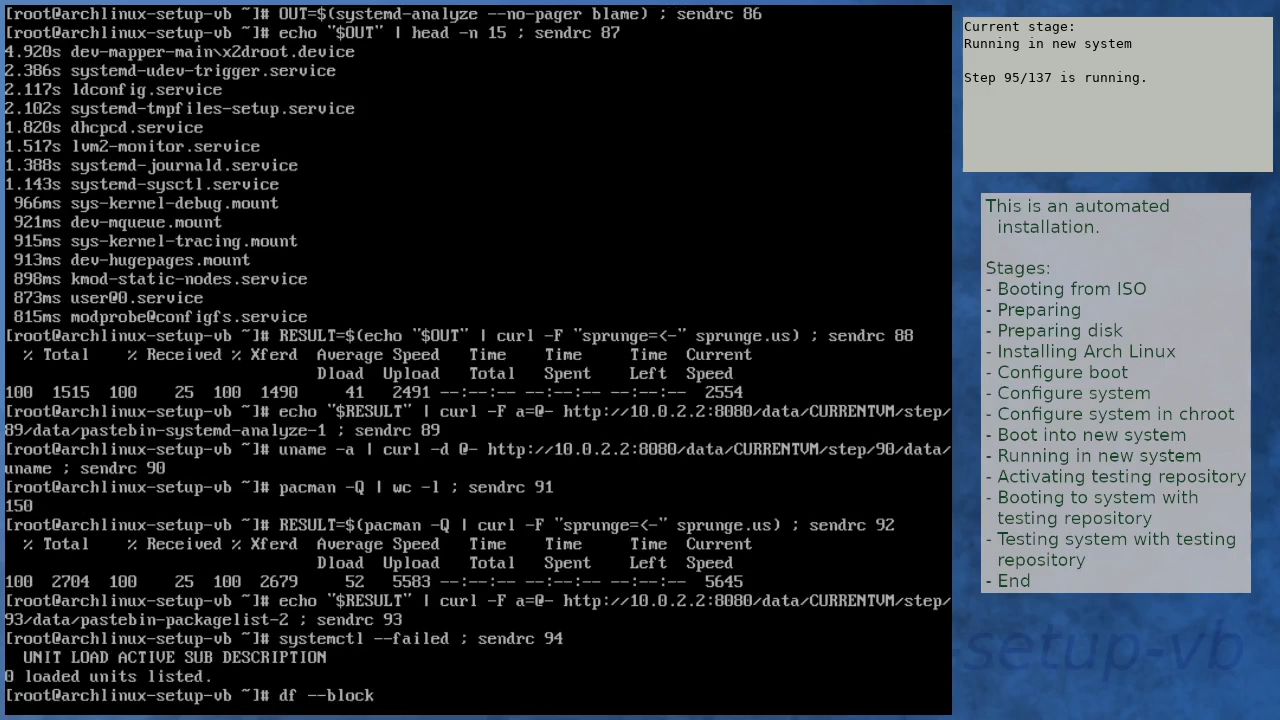 [root@archlinux-setup-vb ~]# OUT=$(systemd-analyze --no-pager blame) ; sendrc 86
[root@archlinux-setup-vb ~]# echo "$OUT" | head -n 15 ; sendrc 87
4.920s dev-mapper-main\x2droot.device
2.386s systemd-udev-trigger.service
2.117s ldconfig.service
2.102s systemd-tmpfiles-setup.service
1.820s dhcpcd.service
1.517s lvm2-monitor.service
1.388s systemd-journald.service
1.143s systemd-sysctl.service
 966ms sys-kernel-debug.mount
 921ms dev-mqueue.mount
 915ms sys-kernel-tracing.mount
 913ms dev-hugepages.mount
 898ms kmod-static-nodes.service
 873ms user@0.service
 815ms modprobe@configfs.service
[root@archlinux-setup-vb ~]# RESULT=$(echo "$OUT" | curl -F "sprunge=<-" sprunge.us) ; sendrc 88
  % Total    % Received % Xferd  Average Speed   Time    Time     Time  Current
                                 Dload  Upload   Total   Spent    Left  Speed
100  1515  100    25  100  1490     41   2491 --:--:-- --:--:-- --:--:--  2554
[root@archlinux-setup-vb ~]# echo "$RESULT" | curl -F a=@- http://10.0.2.2:8080/data/CURRENTVM/step/
89/data/pastebin-systemd-analyze-1 ; sendrc 89
[root@archlinux-setup-vb ~]# uname -a | curl -d @- http://10.0.2.2:8080/data/CURRENTVM/step/90/data/
uname ; sendrc 90
[root@archlinux-setup-vb ~]# pacman -Q | wc -l ; sendrc 91
150
[root@archlinux-setup-vb ~]# RESULT=$(pacman -Q | curl -F "sprunge=<-" sprunge.us) ; sendrc 92
  % Total    % Received % Xferd  Average Speed   Time    Time     Time  Current
                                 Dload  Upload   Total   Spent    Left  Speed
100  2704  100    25  100  2679     52   5583 --:--:-- --:--:-- --:--:--  5645
[root@archlinux-setup-vb ~]# echo "$RESULT" | curl -F a=@- http://10.0.2.2:8080/data/CURRENTVM/step/
93/data/pastebin-packagelist-2 ; sendrc 93
[root@archlinux-setup-vb ~]# systemctl --failed ; sendrc 94
  UNIT LOAD ACTIVE SUB DESCRIPTION
0 loaded units listed.
[root@archlinux-setup-vb ~]# df --block
Current stage:
Running in new system
Step 95/137 is running.
This is an automated
installation.
Stages:
- Booting from ISO
- Preparing
- Preparing disk
- Installing Arch Linux
- Configure boot
- Configure system
- Configure system in chroot
- Boot into new system
- Running in new system
- Activating testing repository
- Booting to system with
testing repository
- Testing system with testing
repository
- End
setup-vb